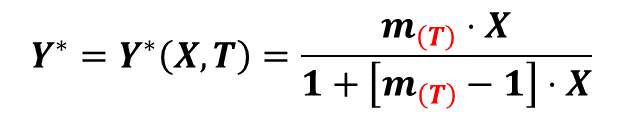 Y* = Y*(X, T) = m(T) · X / 1 + [m(T) − 1] · X